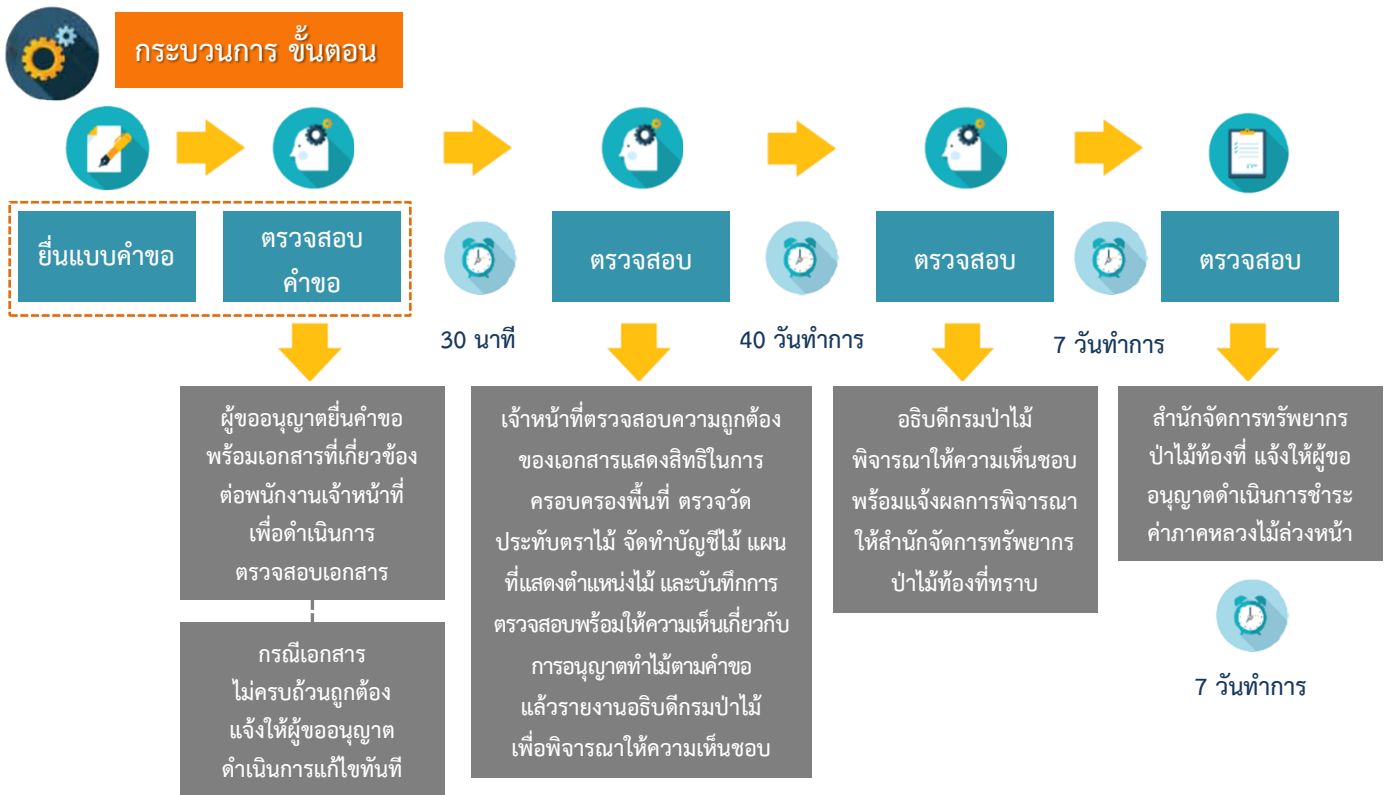 กระบวนการ ขั้นตอน
ยื่นแบบคำขอ
ตรวจสอบ
คำขอ
30 นาที
ตรวจสอบ
40 วันทำการ
ตรวจสอบ
7 วันทำการ
ตรวจสอบ
ผู้ขออนุญาตยื่นคำขอ
พร้อมเอกสารที่เกี่ยวข้อง
ต่อพนักงานเจ้าหน้าที่
เพื่อดำเนินการ
ตรวจสอบเอกสาร
กรณีเอกสาร
ไม่ครบถ้วนถูกต้อง
แจ้งให้ผู้ขออนุญาต
ดำเนินการแก้ไขทันที
เจ้าหน้าที่ตรวจสอบความถูกต้อง
ของเอกสารแสดงสิทธิในการ
ครอบครองพื้นที่ ตรวจวัด
ประทับตราไม้ จัดทำบัญชีไม้ แผน
ที่แสดงตำแหน่งไม้ และบันทึกการ
ตรวจสอบพร้อมให้ความเห็นเกี่ยวกับ
การอนุญาตทำไม้ตามคำขอ
แล้วรายงานอธิบดีกรมป่าไม้
เพื่อพิจารณาให้ความเห็นชอบ
อธิบดีกรมป่าไม้
พิจารณาให้ความเห็นชอบ
พร้อมแจ้งผลการพิจารณา
ให้สำนักจัดการทรัพยากร
ป่าไม้ท้องที่ทราบ
สำนักจัดการทรัพยากร
ป่าไม้ท้องที่ แจ้งให้ผู้ขอ
อนุญาตดำเนินการชำระ
ค่าภาคหลวงไม้ล่วงหน้า
7 วันทำการ